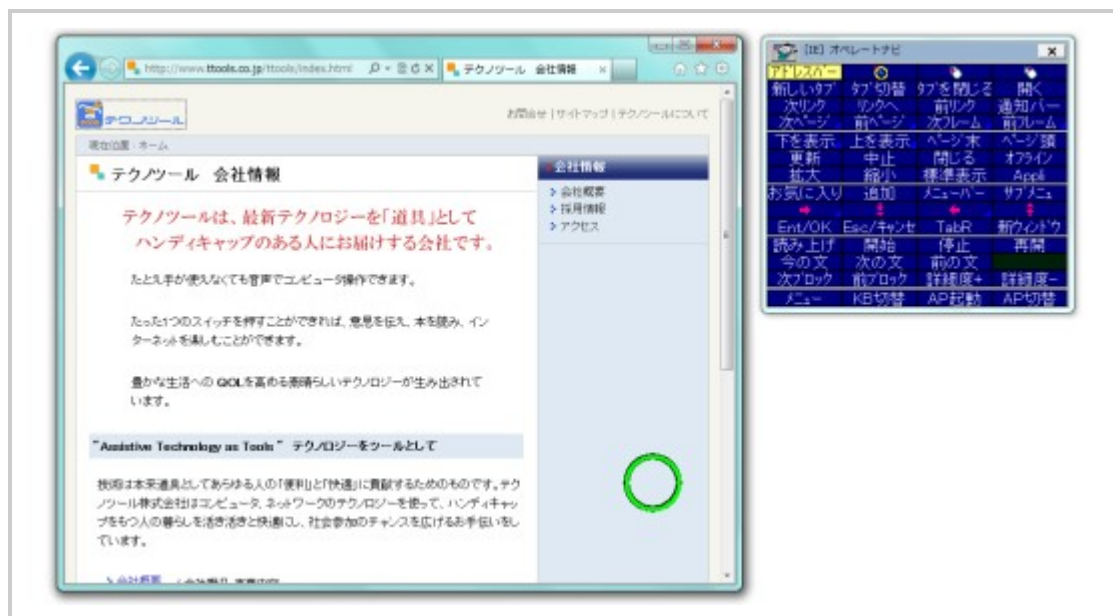 http://www.ttools.co.jp/ttools/index.html
テクノツール 会社情報
テクノツール
お問合せ | サイトマップ | テクノツールについて
現在位置 : ホーム
テクノツール 会社情報
テクノツールは、最新テクノロジーを「道具」として
ハンディキャップのある人にお届けする会社です。
たとえ手が使えなくても音声でコンピュータ操作できます。
たった1つのスイッチを押すことができれば、意思を伝え、本を読み、イン
ターネットを楽しむことができます。
豊かな生活への QOLを高める素晴らしいテクノロジーが生み出されて
います。
"Assistive Technology as Tools" テクノロジーをツールとして
技術は本来道具としてあらゆる人の「便利」と「快適」に貢献するためのものです。テク
ノツール株式会社はコンピュータ、ネットワークのテクノロジーを使って、ハンディキャッ
プをもつ人の暮らしを活き活きと快適にし、社会参加のチャンスを広げるお手伝いをし
ています。
会社概要
会社情報
会社概要
採用情報
アクセス
[IE] オペレートナビ
アドレスバー
新しいタブ タブ切替 タブを閉じる 開く
次リンク リンクへ 前リンク 通知バー
次ページ 前ページ 次フレーム 前フレーム
下を表示 上を表示 ページ末 ページ頭
更新 中止 閉じる オフライン
拡大 縮小 標準表示 Appli
お気に入り 追加 メニューバー サブメニュ
Ent/OK Esc/キャンセ TabR 新ウィンドウ
読み上げ 開始 停止 再開
今の文 次の文 前の文
次ブロック 前ブロック 詳細度+ 詳細度-
メニュー KB切替 AP起動 AP切替